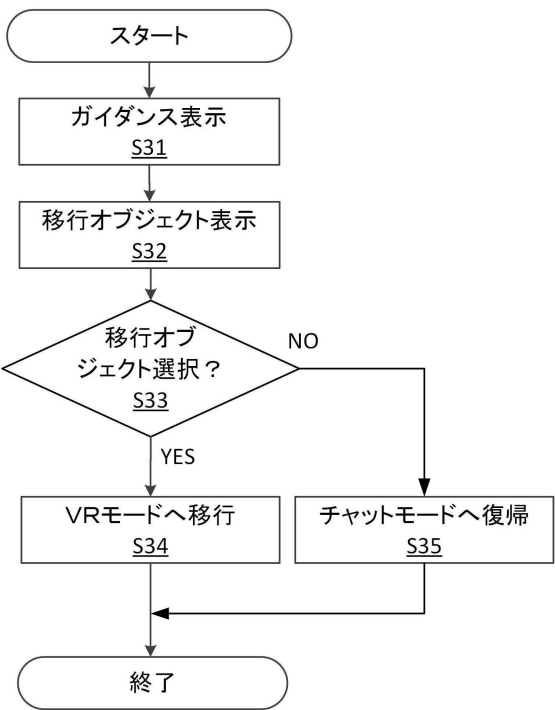 スタート
ガイダンス表示
S31
移行オブジェクト表示
S32
移行オブ
ジェクト選択？
S33
NO
YES
VRモードへ移行
S34
チャットモードへ復帰
S35
終了